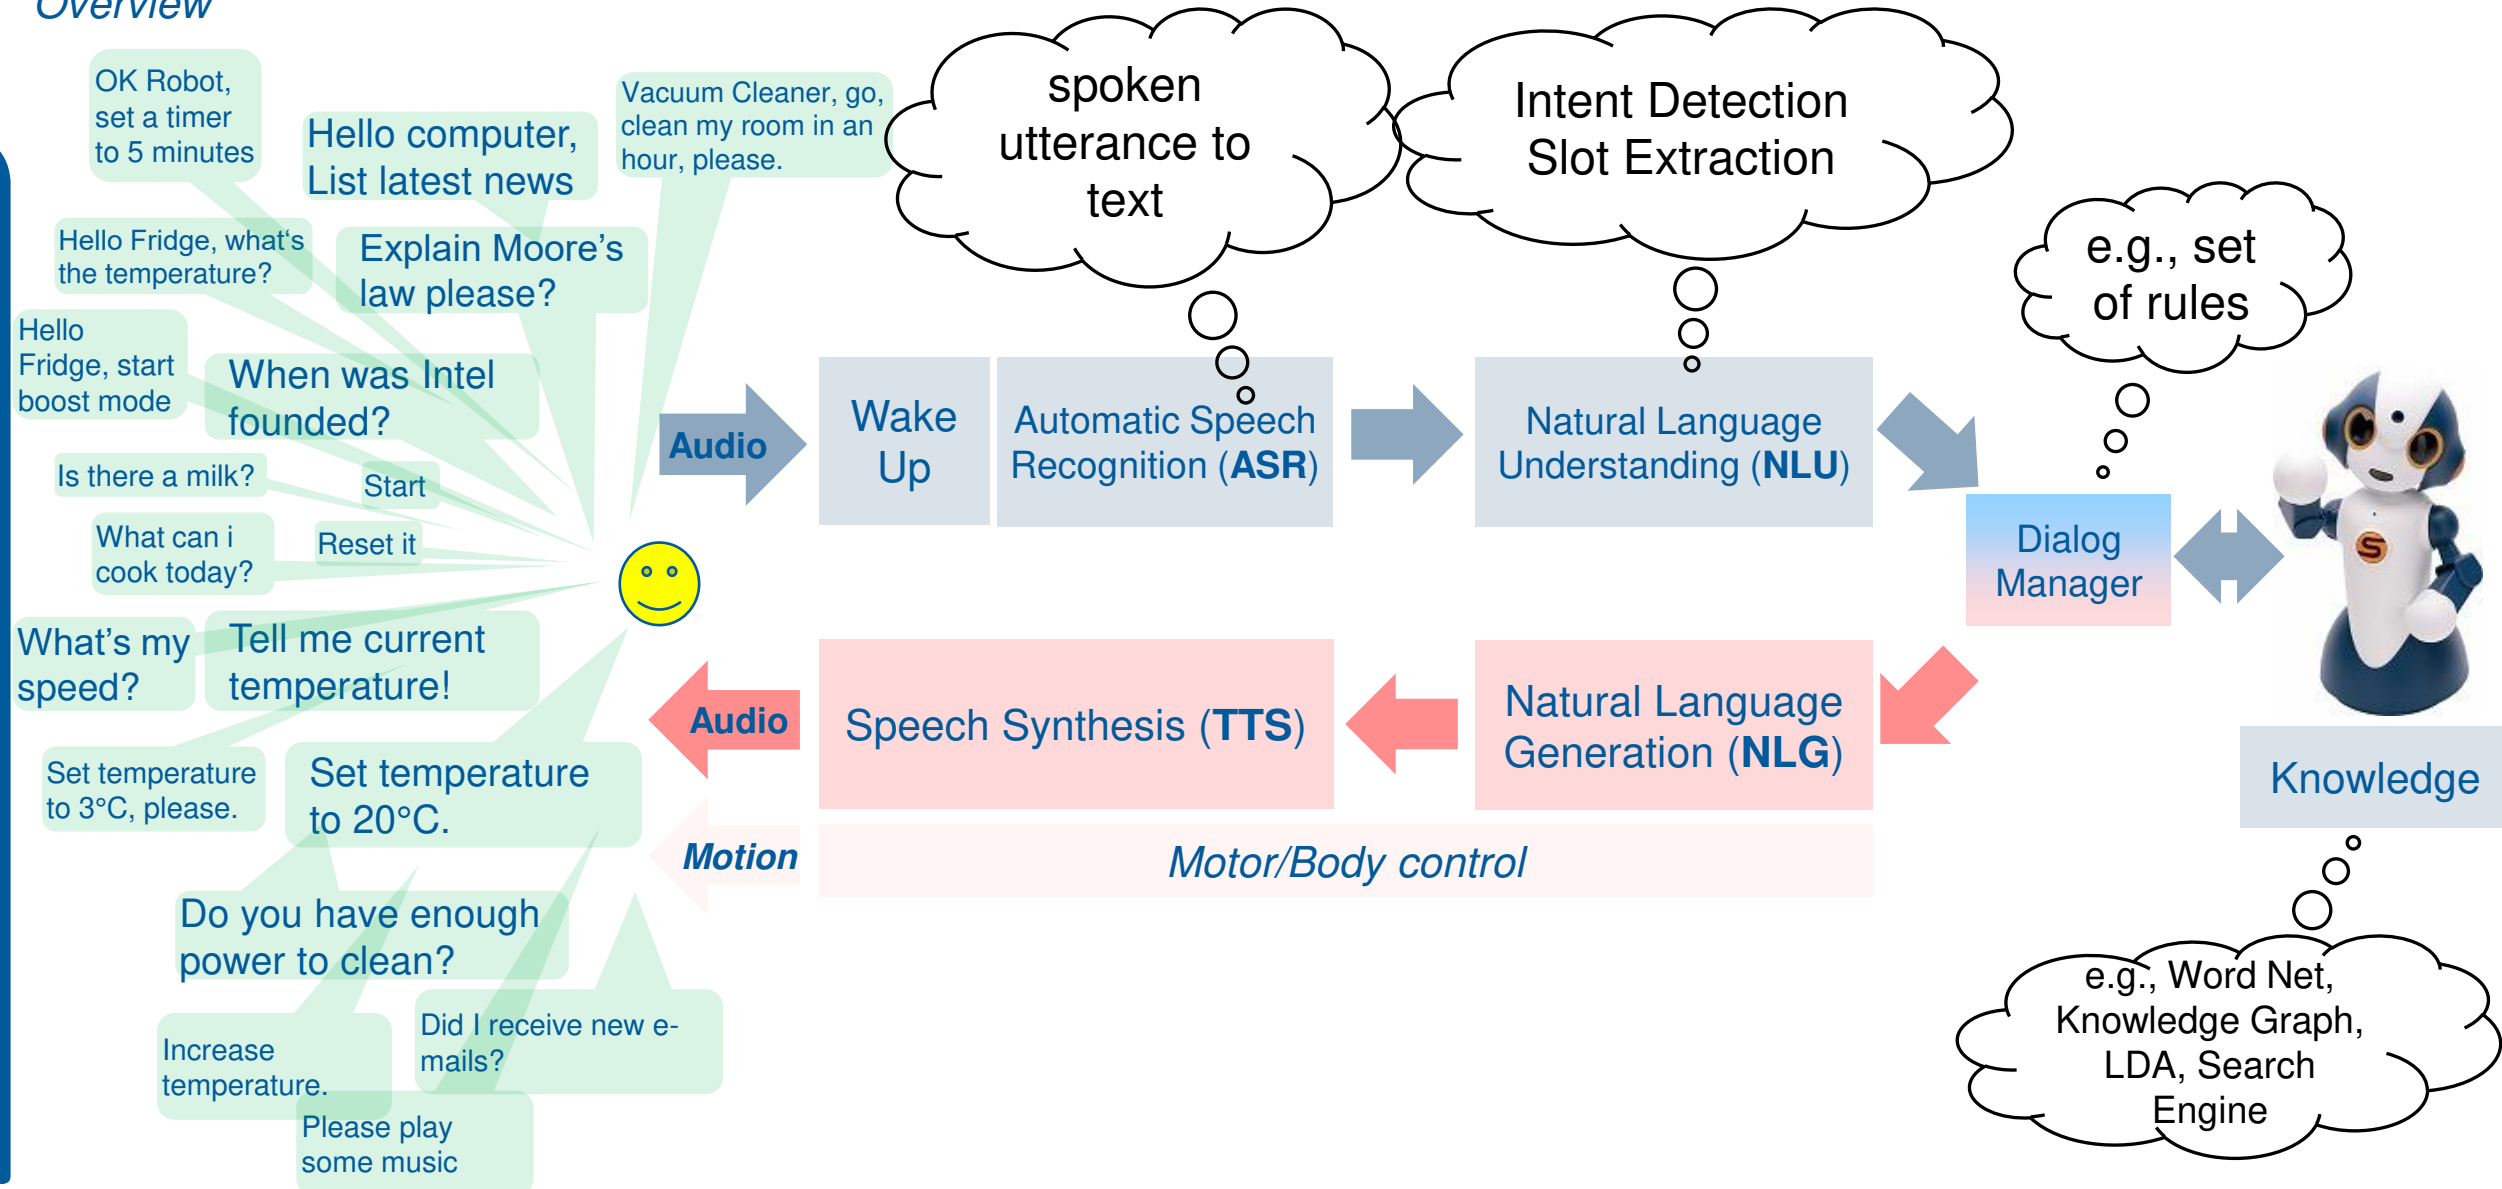 Overview
OK Robot,
set a timer
to 5 minutes
Hello computer,
List latest news
Vacuum Cleaner, go,
clean my room in an
hour, please.
spoken
utterance to
text
Intent Detection
Slot Extraction
Hello Fridge, what‘s
the temperature?
Explain Moore's
law please?
e.g., set
of rules
Hello
Fridge, start
boost mode
When was Intel
founded?
Is there a milk?
Start
What can i
cook today?
Reset it
Audio
Wake
Up
Automatic Speech
Recognition (ASR)
Natural Language
Understanding (NLU)
Dialog
Manager
S
What's my
speed?
Tell me current
temperature!
Audio
Speech Synthesis (TTS)
Natural Language
Generation (NLG)
Knowledge
Set temperature
to 3°C, please.
Set temperature
to 20°C.
Motion
Motor/Body control
Do you have enough
power to clean?
e.g., Word Net,
Knowledge Graph,
LDA, Search
Engine
Increase
temperature.
Did I receive new e-
mails?
Please play
some music